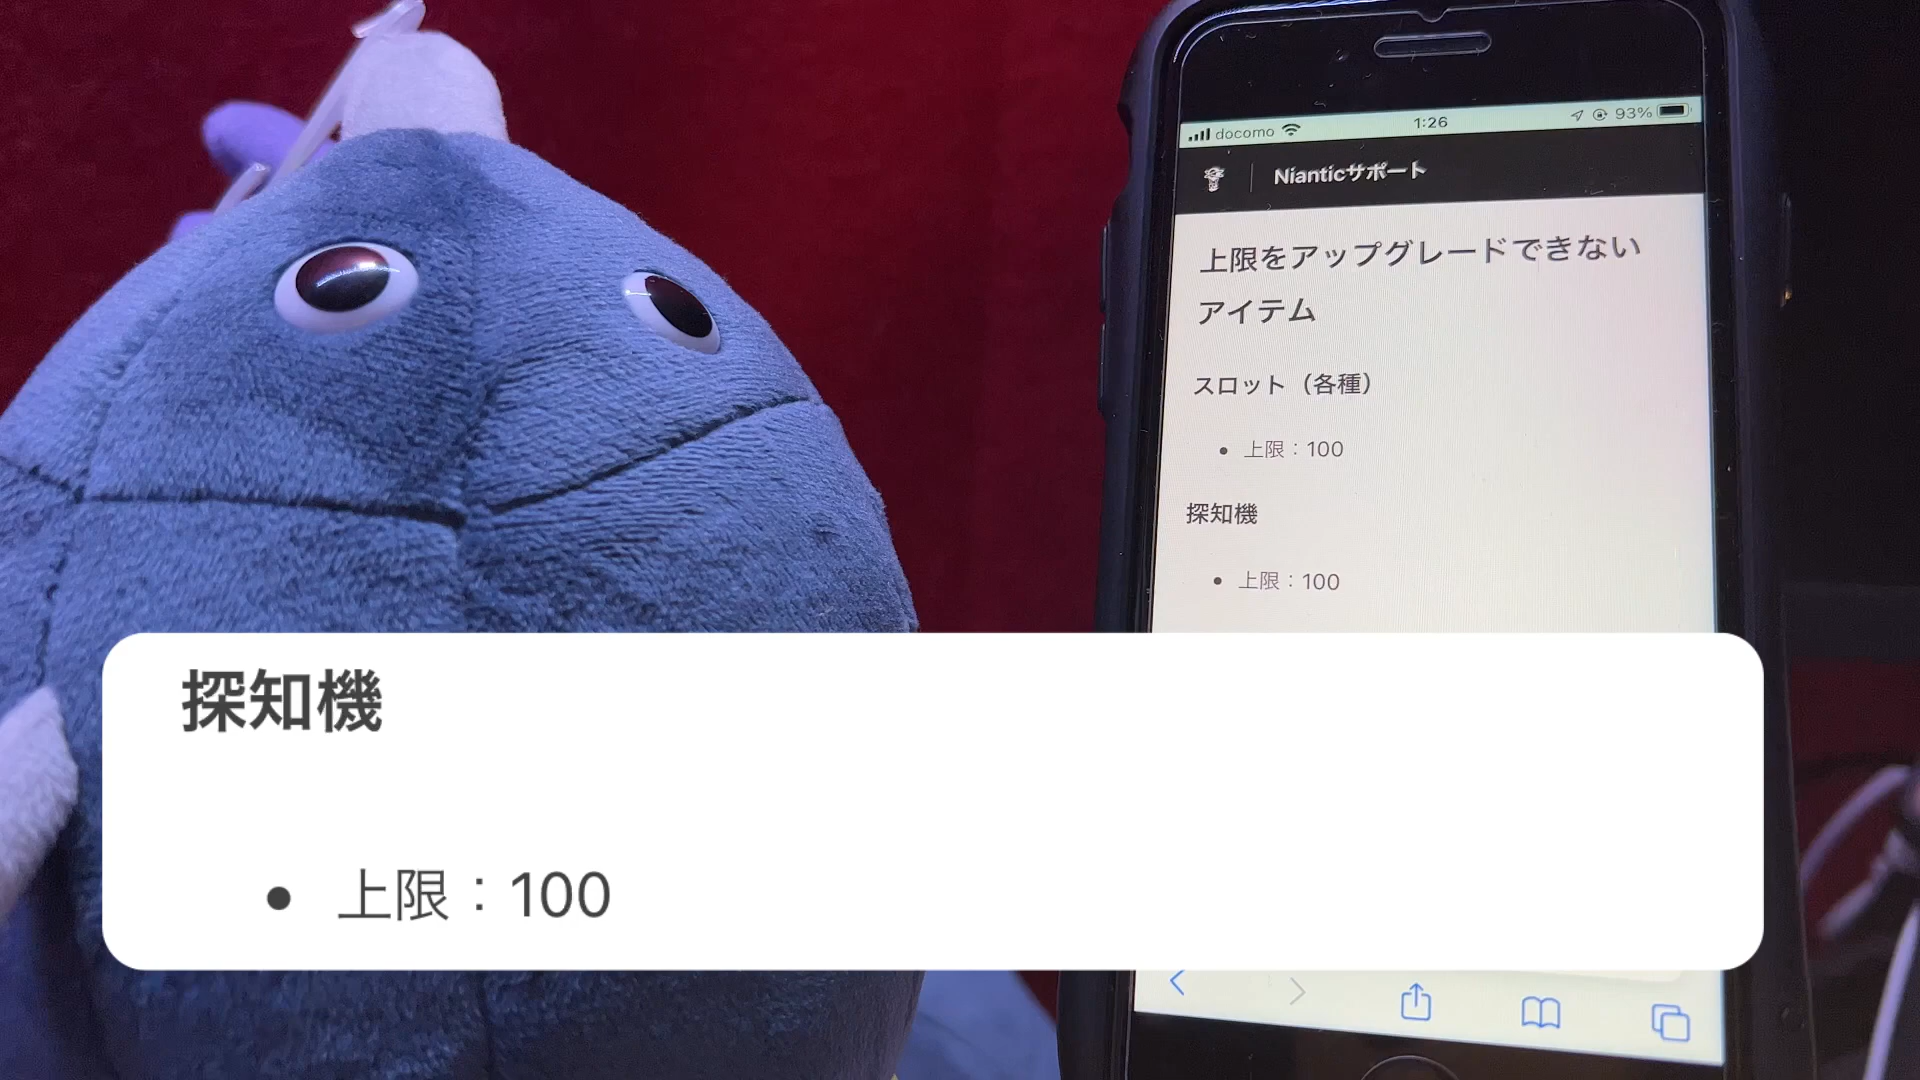 docomo
1:26
93%
Nianticサポート
上限をアップグレードできない
アイテム
スロット（各種）
• 上限：100
探知機
• 上限：100
探知機
• 上限：100